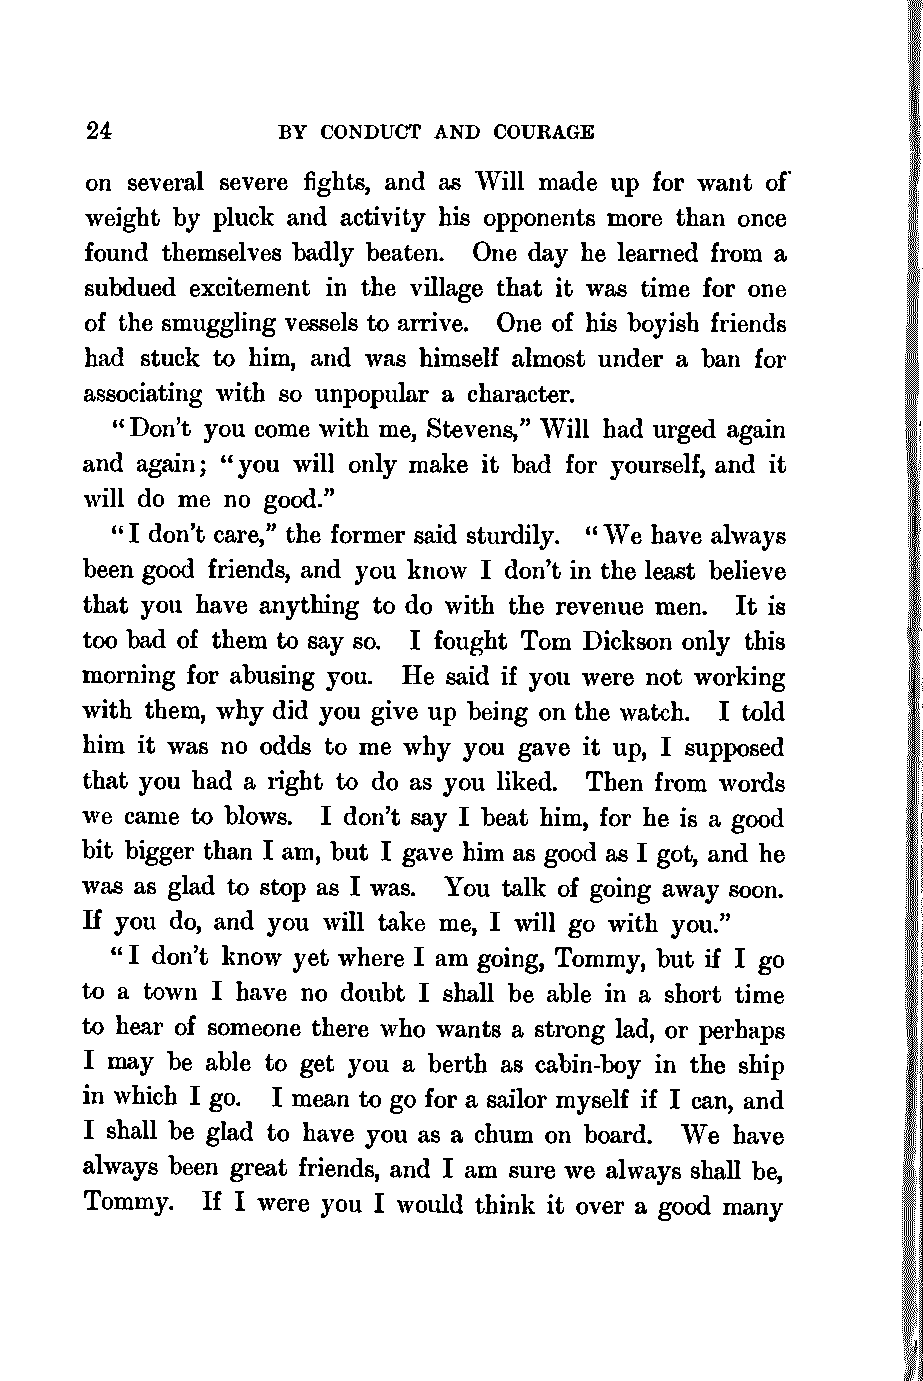 24 BY CONDUCT AND COURAGE
on several severe fights, and as Will made up for want of
weight by pluck and activity his opponents more than once
found themselves badly beaten. One day he learned from a
subdued excitement in the village that it was time for one
of the smuggling vessels to arrive. One of his boyish friends
had stuck to him, and was himself almost under a ban for
associating with so unpopular a character.
“Don’t you come with me, Stevens,” Will had urged again
and again; “you will only make it bad for yourself, and it
will do me no good.”
“I don’t care,” the former said sturdily. “We have always
been good friends, and you know I don’t in the least believe
that you have anything to do with the revenue men. It is
too bad of them to say so. I fought Tom Dickson only this
morning for abusing you. He said if you were not working
with them, why did you give up being on the watch. I told
him it was no odds to me why you gave it up, I supposed
that you had a right to do as you liked. Then from words
we came to blows. I don’t say I beat him, for he is a good
bit bigger than I am, but I gave him as good as I got, and he
was as glad to stop as I was. You talk of going away soon.
If you do, and you will take me, I will go with you.”
“I don’t know yet where I am going, Tommy, but if I go
to a town I have no doubt I shall be able in a short time
to hear of someone there who wants a strong lad, or perhaps
I may be able to get you a berth as cabin-boy in the ship
in which I go. I mean to go for a sailor myself if I can, and
I shall be glad to have you as a chum on board. We have
always been great friends, and I am sure we always shall be,
Tommy. If I were you I would think it over a good many